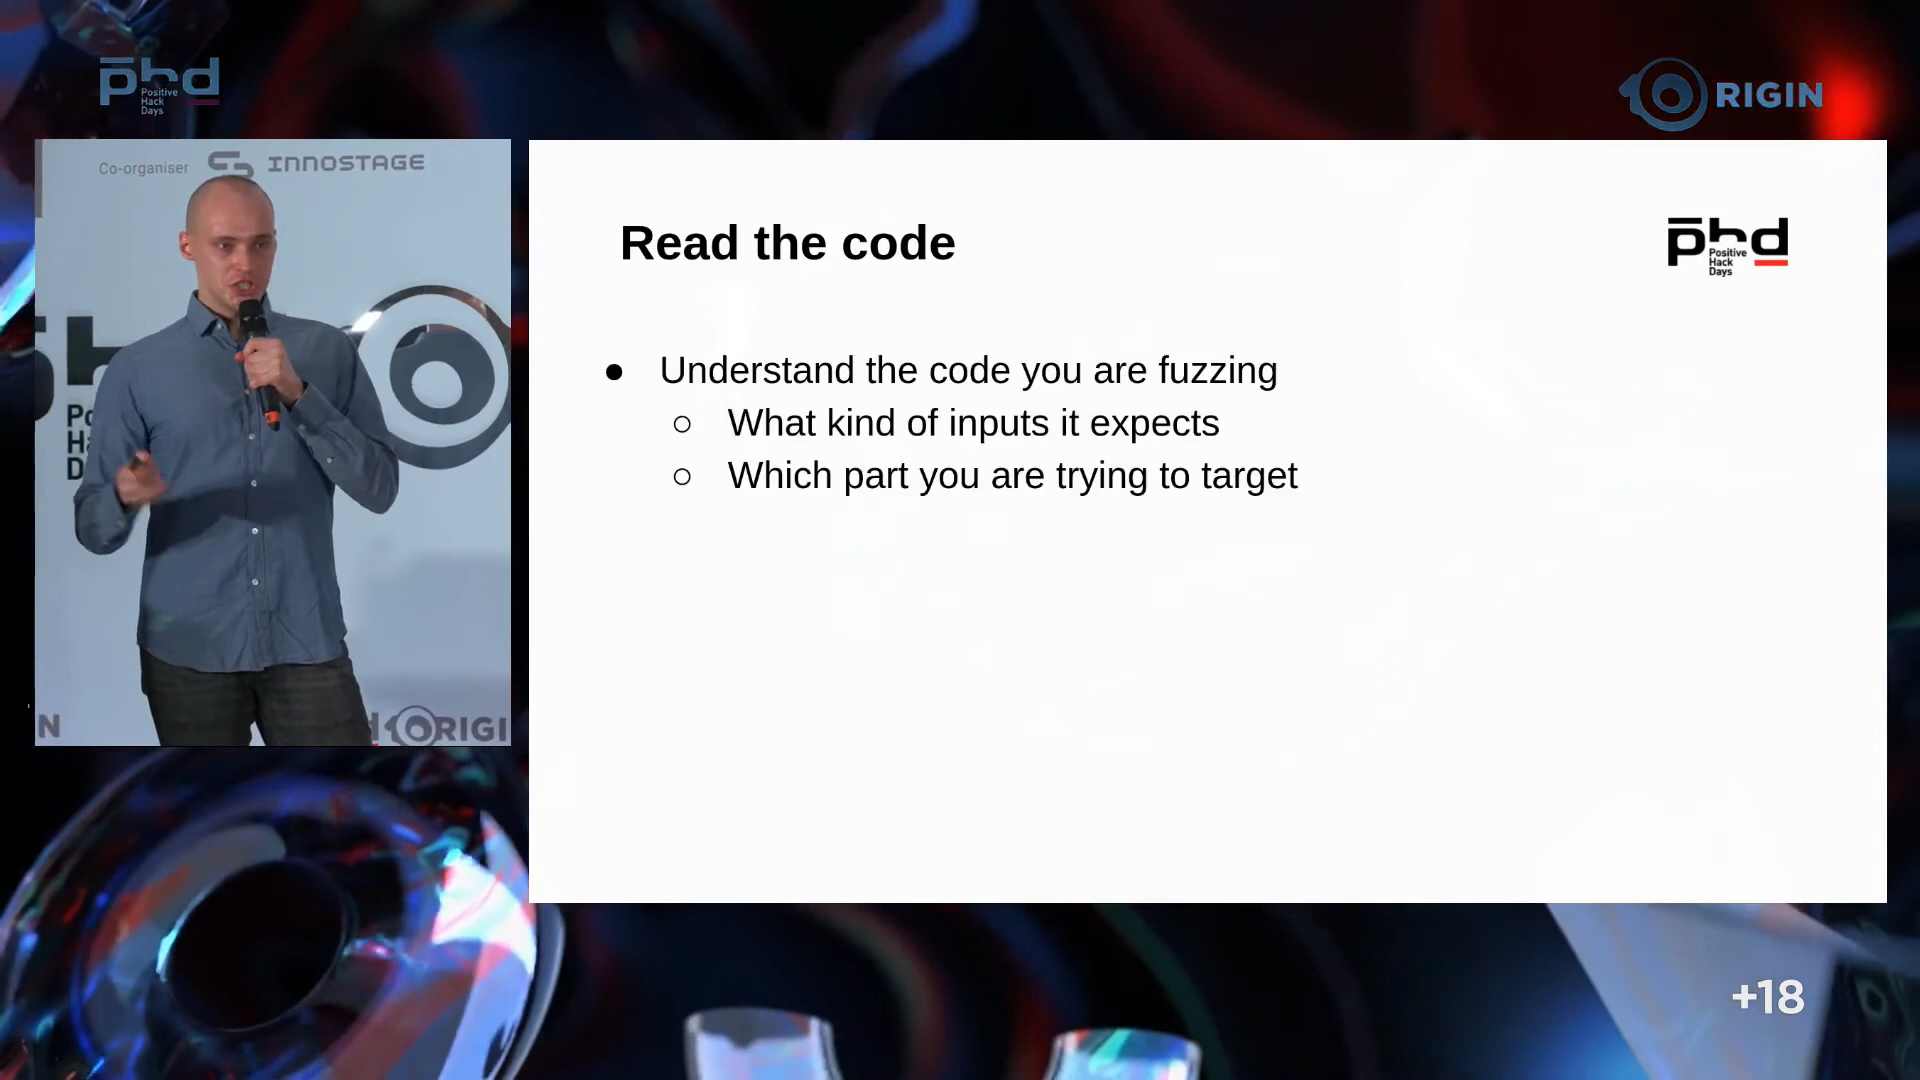 phd
Positive
Hack
Days
ORIGIN
Co-organiser INNOSTAGE
Read the code
phd
Positive
Hack
Days
● Understand the code you are fuzzing
○ What kind of inputs it expects
○ Which part you are trying to target
N
ORIGI
+18